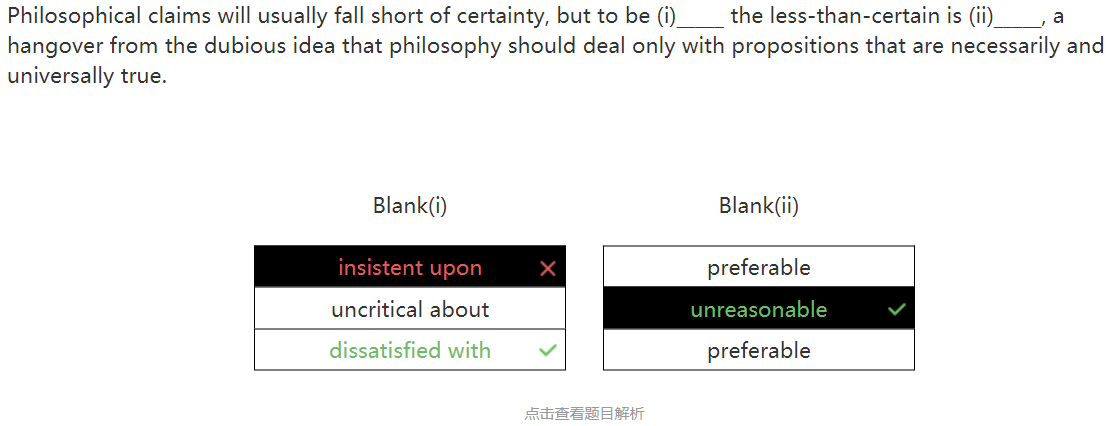 Philosophical claims will usually fall short of certainty, but to be (i)_____ the less-than-certain is (ii)_____, a
hangover from the dubious idea that philosophy should deal only with propositions that are necessarily and
universally true.
Blank(i) Blank(ii)
insistent upon ✕ preferable
uncritical about unreasonable ✓
dissatisfied with ✓ preferable
点击查看题目解析